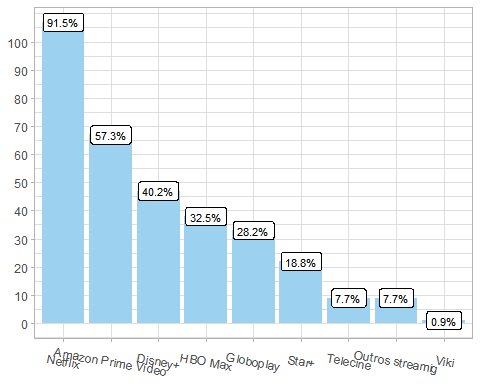 91.5%
57.3%
40.2%
32.5%
28.2%
18.8%
7.7%
7.7%
0.9%
100
90
80
70
60
50
40
30
20
10
0
Netflix
Amazon Prime Video
Disney+
HBO Max
Globoplay
Star+
Telecine
Outros streamig
Viki